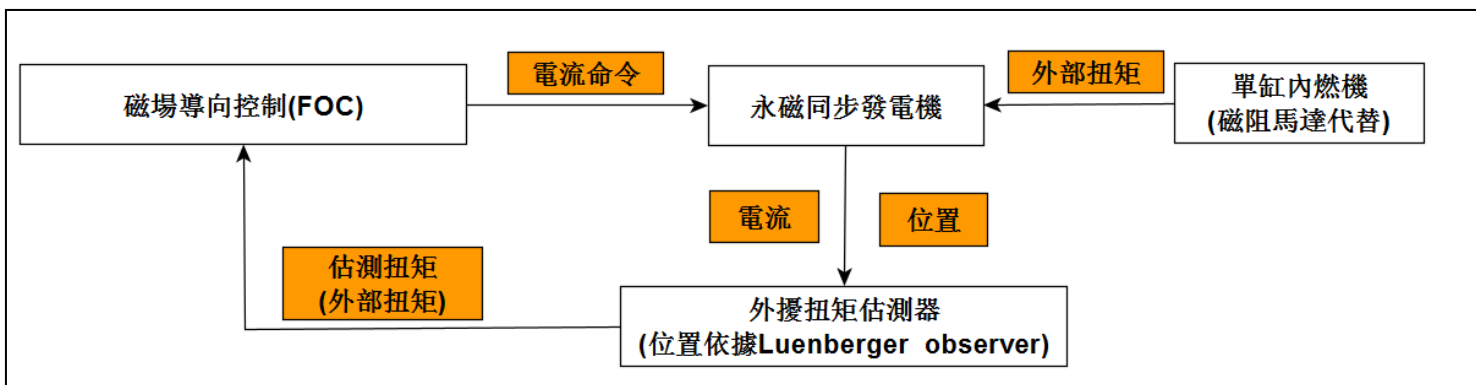 電流命令
外部扭矩
磁場導向控制(FOC)
永磁同步發電機
單缸內燃機
(磁阻馬達代替)
電流
位置
估測扭矩
(外部扭矩)
外擾扭矩估測器
(位置依據Luenberger observer)